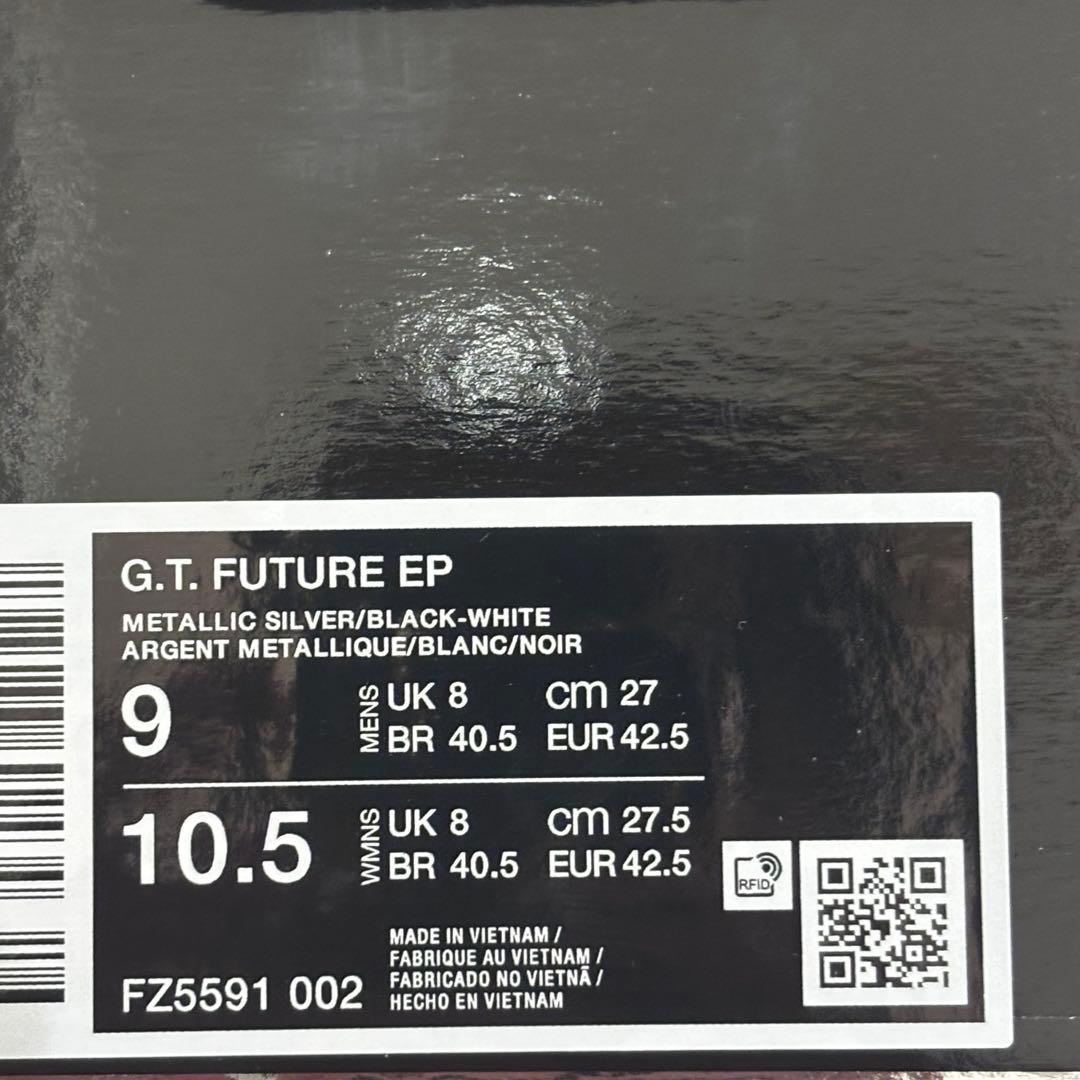 G.T. FUTURE EP
METALLIC SILVER/BLACK-WHITE
ARGENT METALLIQUE/BLANC/NOIR
9 MENS UK 8 cm 27
BR 40.5 EUR 42.5
10.5 WMNS UK 8 cm 27.5
BR 40.5 EUR 42.5
RFID
MADE IN VIETNAM /
FABRIQUE AU VIETNAM /
FABRICADO NO VIETNÃ /
HECHO EN VIETNAM
FZ5591 002